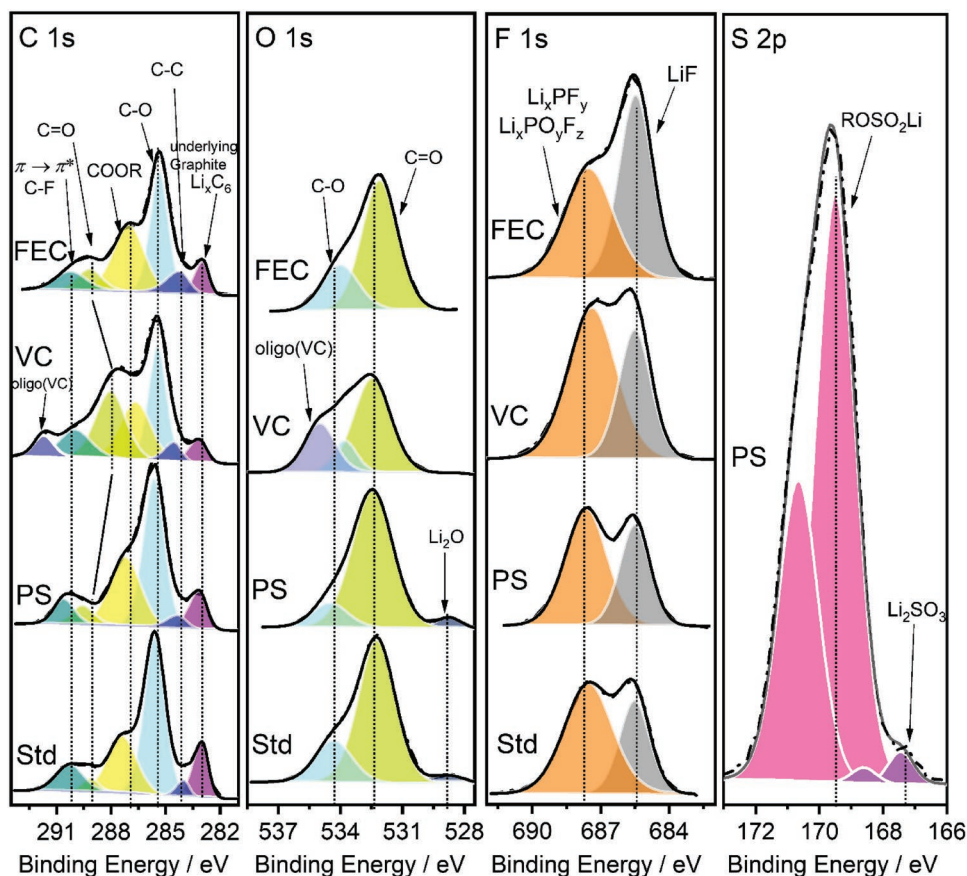 C 1s
C-C
C-O
C=O
π → π*
C-F
COOR
underlying
Graphite
LiₓC₆
FEC
VC
oligo(VC)
PS
Std
291 288 285 282
Binding Energy / eV
O 1s
C=O
C-O
FEC
oligo(VC)
VC
Li₂O
PS
Std
537 534 531 528
Binding Energy / eV
F 1s
LiF
LiₓPFᵧ
LiₓPOᵧF_z
FEC
VC
PS
Std
690 687 684
Binding Energy / eV
S 2p
ROSO₂Li
PS
Li₂SO₃
172 170 168 166
Binding Energy / eV